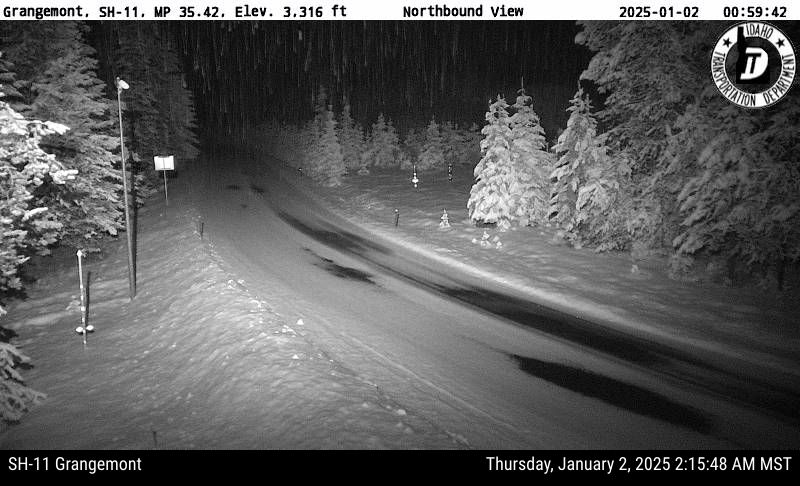 Grangemont, SH-11, MP 35.42, Elev. 3,316 ft Northbound View 2025-01-02 00:59:42
IDAHO
TRANSPORTATION DEPARTMENT
SH-11 Grangemont Thursday, January 2, 2025 2:15:48 AM MST